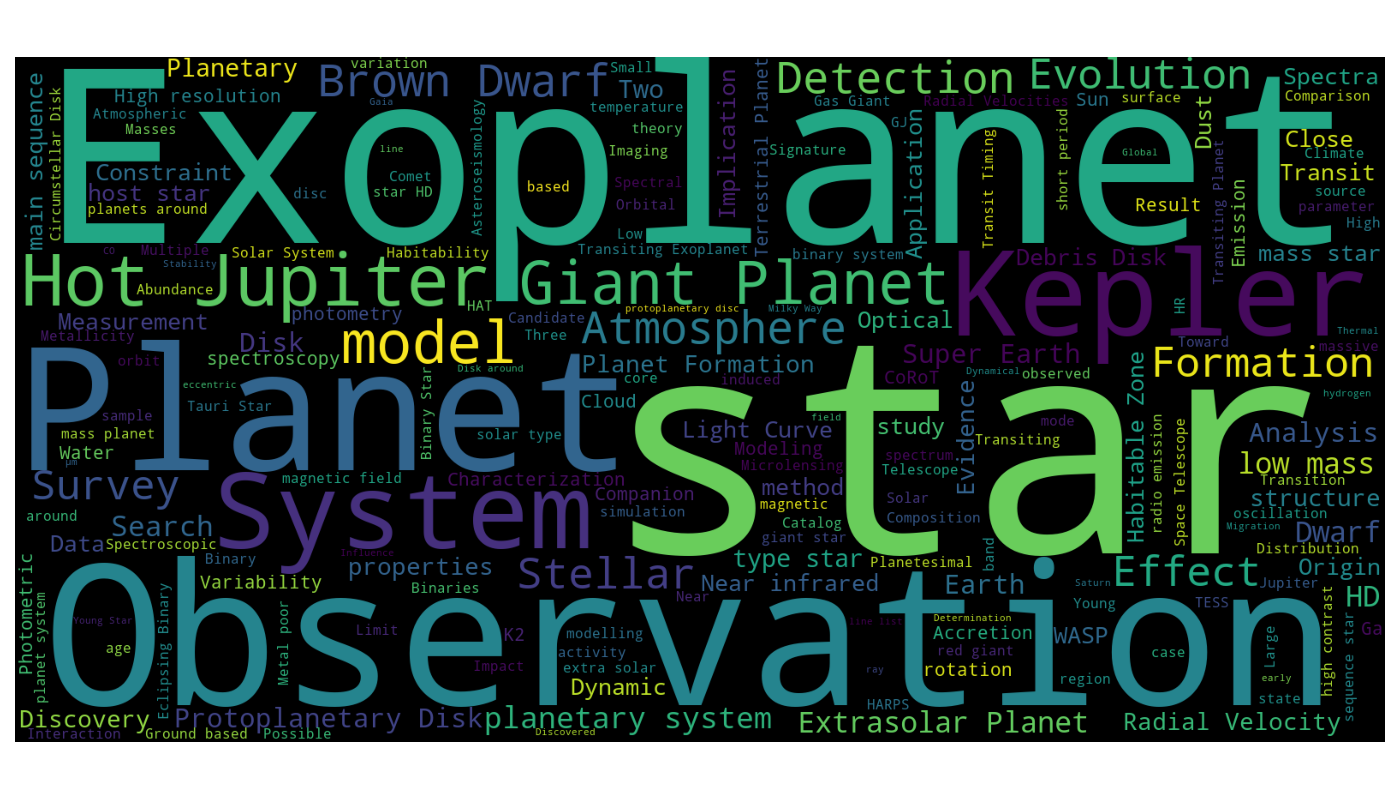 Exoplanet
star
Observation
Planet
Kepler
System
Hot Jupiter
Giant Planet
model
Brown Dwarf
Detection
Evolution
Atmosphere
Formation
Stellar
Survey
Effect
Planetary
variation
Small
Two
High resolution
Gaia
temperature
Atmospheric
Masses
theory
line
Imaging
Constraint
Comet
host star
disc
star HD
based
Spectral
planets around
Orbital
main sequence
Circumstellar Disk
Asteroseismology
Implication
Terrestrial Planet
Gas Giant
Radial Velocities
Sun
surface
Spectra
Comparison
GJ
Signature
Application
Transit Timing
short period
Global
Dust
Close
Climate
Transit
source
parameter
Result
High
Transiting Planet
Emission
mass star
co
Multiple
Solar System
Habitability
Low
Transiting Exoplanet
binary system
Debris Disk
Stability
Abundance
HAT
photometry
Measurement
Metallicity
Disk
orbit
spectroscopy
protoplanetary disc
Milky Way
Candidate
Three
Optical
HR
Toward
Thermal
massive
Disk around
Planet Formation
core
induced
Super Earth
CoRoT
Dynamical
observed
hydrogen
eccentric
Tauri Star
sample
mass planet
Water
μm
Binary Star
solar type
Cloud
field
Light Curve
study
Evidence
mode
Transiting
Habitable Zone
radio emission
Space Telescope
Analysis
low mass
Transition
Modeling
Microlensing
spectrum
Telescope
magnetic field
Characterization
Companion
simulation
method
magnetic
Solar
Composition
Catalog
giant star
structure
oscillation
Migration
Dwarf
around
Search
Data
Spectroscopic
Binary
Influence
properties
Variability
Binaries
type star
Planetesimal
band
Distribution
Origin
Near infrared
Near
Earth
Saturn
Jupiter
HD
Photometric
planet system
Young Star
age
Eclipsing Binary
Metal poor
Limit
K2
Impact
modelling
activity
extra solar
Dynamic
line list
ray
Determination
Accretion
red giant
rotation
Young
WASP
region
TESS
case
Large
early
state
high contrast
sequence star
Ga
Discovery
Protoplanetary Disk
planetary system
HARPS
Extrasolar Planet
Radial Velocity
Interaction
Ground based
Possible
Discovered